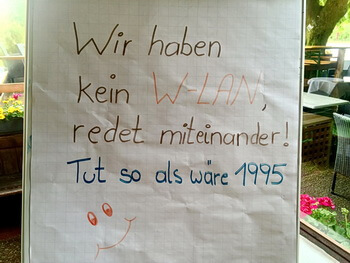 Wir haben
kein W-LAN,
redet miteinander!
Tut so als wäre 1995